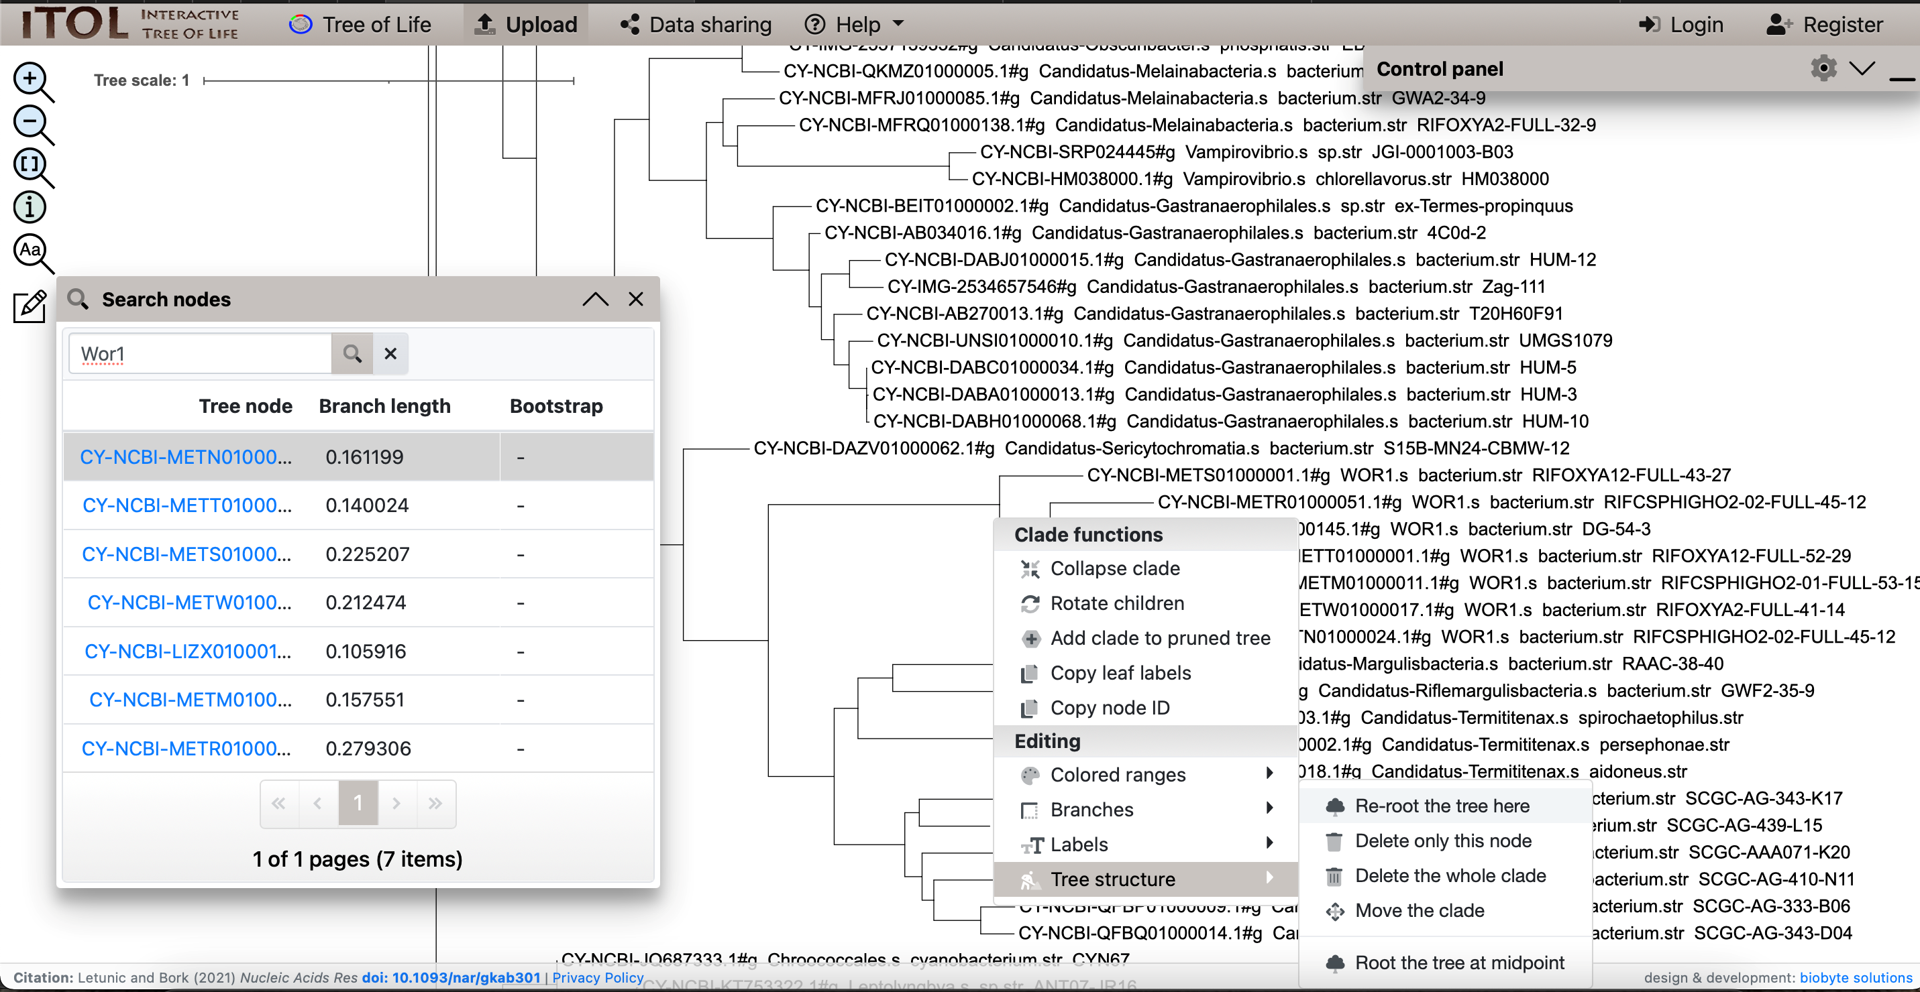 iTOL INTERACTIVE TREE OF LIFE
Tree of Life Upload Data sharing Help Login Register
Tree scale: 1
Control panel
CY-NCBI-QKMZ01000005.1#g Candidatus-Melainabacteria.s bacterium
CY-NCBI-MFRJ01000085.1#g Candidatus-Melainabacteria.s bacterium.str GWA2-34-9
CY-NCBI-MFRQ01000138.1#g Candidatus-Melainabacteria.s bacterium.str RIFOXYA2-FULL-32-9
CY-NCBI-SRP024445#g Vampirovibrio.s sp.str JGI-0001003-B03
CY-NCBI-HM038000.1#g Vampirovibrio.s chlorellavorus.str HM038000
CY-NCBI-BEIT01000002.1#g Candidatus-Gastranaerophilales.s sp.str ex-Termes-propinquus
CY-NCBI-AB034016.1#g Candidatus-Gastranaerophilales.s bacterium.str 4C0d-2
CY-NCBI-DABJ01000015.1#g Candidatus-Gastranaerophilales.s bacterium.str HUM-12
CY-IMG-2534657546#g Candidatus-Gastranaerophilales.s bacterium.str Zag-111
CY-NCBI-AB270013.1#g Candidatus-Gastranaerophilales.s bacterium.str T20H60F91
CY-NCBI-UNSI01000010.1#g Candidatus-Gastranaerophilales.s bacterium.str UMGS1079
CY-NCBI-DABC01000034.1#g Candidatus-Gastranaerophilales.s bacterium.str HUM-5
CY-NCBI-DABA01000013.1#g Candidatus-Gastranaerophilales.s bacterium.str HUM-3
CY-NCBI-DABH01000068.1#g Candidatus-Gastranaerophilales.s bacterium.str HUM-10
CY-NCBI-DAZV01000062.1#g Candidatus-Sericytochromatia.s bacterium.str S15B-MN24-CBMW-12
CY-NCBI-METS01000001.1#g WOR1.s bacterium.str RIFOXYA12-FULL-43-27
CY-NCBI-METR01000051.1#g WOR1.s bacterium.str RIFCSPHIGHO2-02-FULL-45-12
00145.1#g WOR1.s bacterium.str DG-54-3
METT01000001.1#g WOR1.s bacterium.str RIFOXYA12-FULL-52-29
METM01000011.1#g WOR1.s bacterium.str RIFCSPHIGHO2-01-FULL-53-15
METW01000017.1#g WOR1.s bacterium.str RIFOXYA2-FULL-41-14
TN01000024.1#g WOR1.s bacterium.str RIFCSPHIGHO2-02-FULL-45-12
idatus-Margulisbacteria.s bacterium.str RAAC-38-40
g Candidatus-Riflemargulisbacteria.s bacterium.str GWF2-35-9
03.1#g Candidatus-Termititenax.s spirochaetophilus.str
0002.1#g Candidatus-Termititenax.s persephonae.str
018.1#g Candidatus-Termititenax.s aidoneus.str
cterium.str SCGC-AG-343-K17
erium.str SCGC-AG-439-L15
cterium.str SCGC-AAA071-K20
acterium.str SCGC-AG-410-N11
acterium.str SCGC-AG-333-B06
CY-NCBI-QFBQ01000014.1#g Ca
acterium.str SCGC-AG-343-D04
CY-NCBI-JQ687333.1#g Chroococcales.s cyanobacterium.str CYN67
CY-NCBI-KT753322.1#g Leptolyngbya.s sp.str ANT07-JR16
Search nodes
Wor1
Tree node Branch length Bootstrap
CY-NCBI-METN01000... 0.161199 -
CY-NCBI-METT01000... 0.140024 -
CY-NCBI-METS01000... 0.225207 -
CY-NCBI-METW0100... 0.212474 -
CY-NCBI-LIZX010001... 0.105916 -
CY-NCBI-METM0100... 0.157551 -
CY-NCBI-METR01000... 0.279306 -
« ‹ 1 › »
1 of 1 pages (7 items)
Clade functions
Collapse clade
Rotate children
Add clade to pruned tree
Copy leaf labels
Copy node ID
Editing
Colored ranges
Branches
Labels
Tree structure
Re-root the tree here
Delete only this node
Delete the whole clade
Move the clade
Root the tree at midpoint
Citation: Letunic and Bork (2021) Nucleic Acids Res doi: 10.1093/nar/gkab301 | Privacy Policy
design & development: biobyte solutions